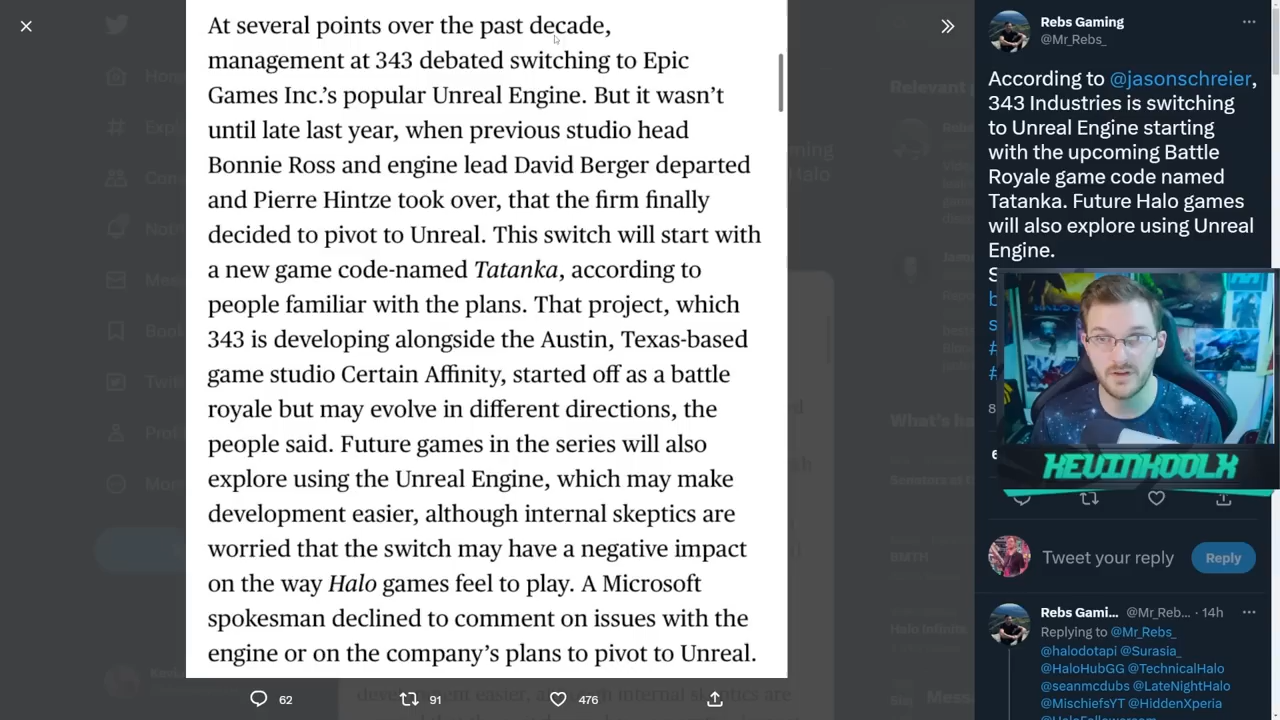 At several points over the past decade,
management at 343 debated switching to Epic
Games Inc.’s popular Unreal Engine. But it wasn’t
until late last year, when previous studio head
Bonnie Ross and engine lead David Berger departed
and Pierre Hintze took over, that the firm finally
decided to pivot to Unreal. This switch will start with
a new game code-named Tatanka, according to
people familiar with the plans. That project, which
343 is developing alongside the Austin, Texas-based
game studio Certain Affinity, started off as a battle
royale but may evolve in different directions, the
people said. Future games in the series will also
explore using the Unreal Engine, which may make
development easier, although internal skeptics are
worried that the switch may have a negative impact
on the way Halo games feel to play. A Microsoft
spokesman declined to comment on issues with the
engine or on the company’s plans to pivot to Unreal.
62
91
476
Rebs Gaming
@Mr_Rebs_
According to @jasonschreier,
343 Industries is switching
to Unreal Engine starting
with the upcoming Battle
Royale game code named
Tatanka. Future Halo games
will also explore using Unreal
Engine.
KEVINKOOLX
Tweet your reply
Reply
Rebs Gami... @Mr_Reb... · 14h
Replying to @Mr_Rebs_
@halodotapi @Surasia_
@HaloHubGG @TechnicalHalo
@seanmcdubs @LateNightHalo
@MischiefsYT @HiddenXperia